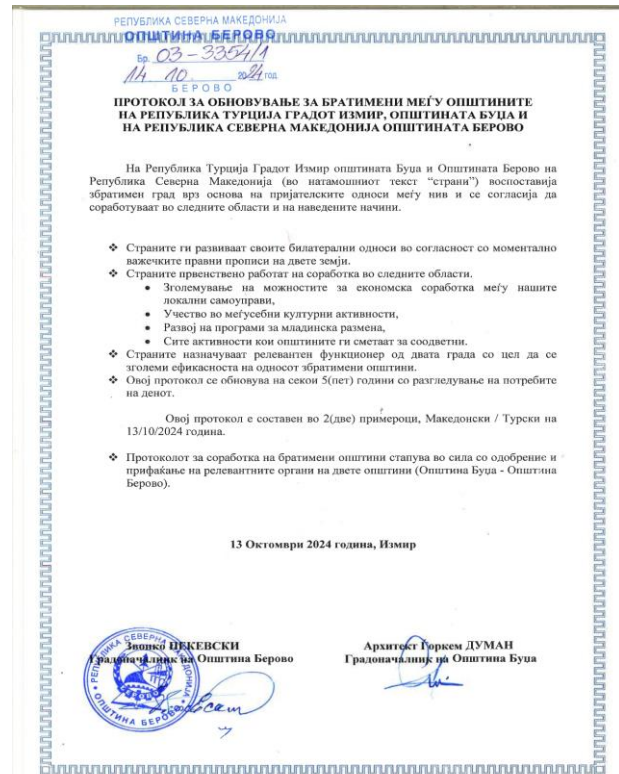 РЕПУБЛИКА СЕВЕРНА МАКЕДОНИЈА
ОПШТИНА БЕРОВО
Бр. 03-3354/1
14 10 2024 год
БЕРОВО
ПРОТОКОЛ ЗА ОБНОВУВАЊЕ ЗА БРАТИМЕНИ МЕЃУ ОПШТИНИТЕ
НА РЕПУБЛИКА ТУРЦИЈА ГРАДОТ ИЗМИР, ОПШТИНАТА БУЏА И
НА РЕПУБЛИКА СЕВЕРНА МАКЕДОНИЈА ОПШТИНАТА БЕРОВО
На Република Турција Градот Измир општината Буџа и Општината Берово на
Република Северна Македонија (во натамошниот текст “страни”) воспоставија
збратимен град врз основа на пријателските односи меѓу нив и се согласија да
соработуваат во следните области и на наведените начини.
❖ Страните ги развиваат своите билатерални односи во согласност со моментално
важечките правни прописи на двете земји.
❖ Страните првенствено работат на соработка во следните области.
• Зголемување на можностите за економска соработка меѓу нашите
локални самоуправи,
• Учество во меѓусебни културни активности,
• Развој на програми за младинска размена,
• Сите активности кои општините ги сметаат за соодветни.
❖ Страните назначуваат релевантен функционер од двата града со цел да се
зголеми ефикасноста на односот збратимени општини.
❖ Овој протокол се обновува на секои 5(пет) години со разгледување на потребите
на денот.
Овој протокол е составен во 2(две) примероци, Македонски / Турски на
13/10/2024 година.
❖ Протоколот за соработка на братимени општини стапува во сила со одобрение и
прифаќање на релевантните органи на двете општини (Општина Буџа - Општина
Берово).
13 Октомври 2024 година, Измир
Звонко ПЕКЕВСКИ
Градоначалник на Општина Берово
Архитект Ѓоркем ДУМАН
Градоначалник на Општина Буџа
РЕПУБЛИКА СЕВЕРНА МАКЕДОНИЈА
ОПШТИНА БЕРОВО